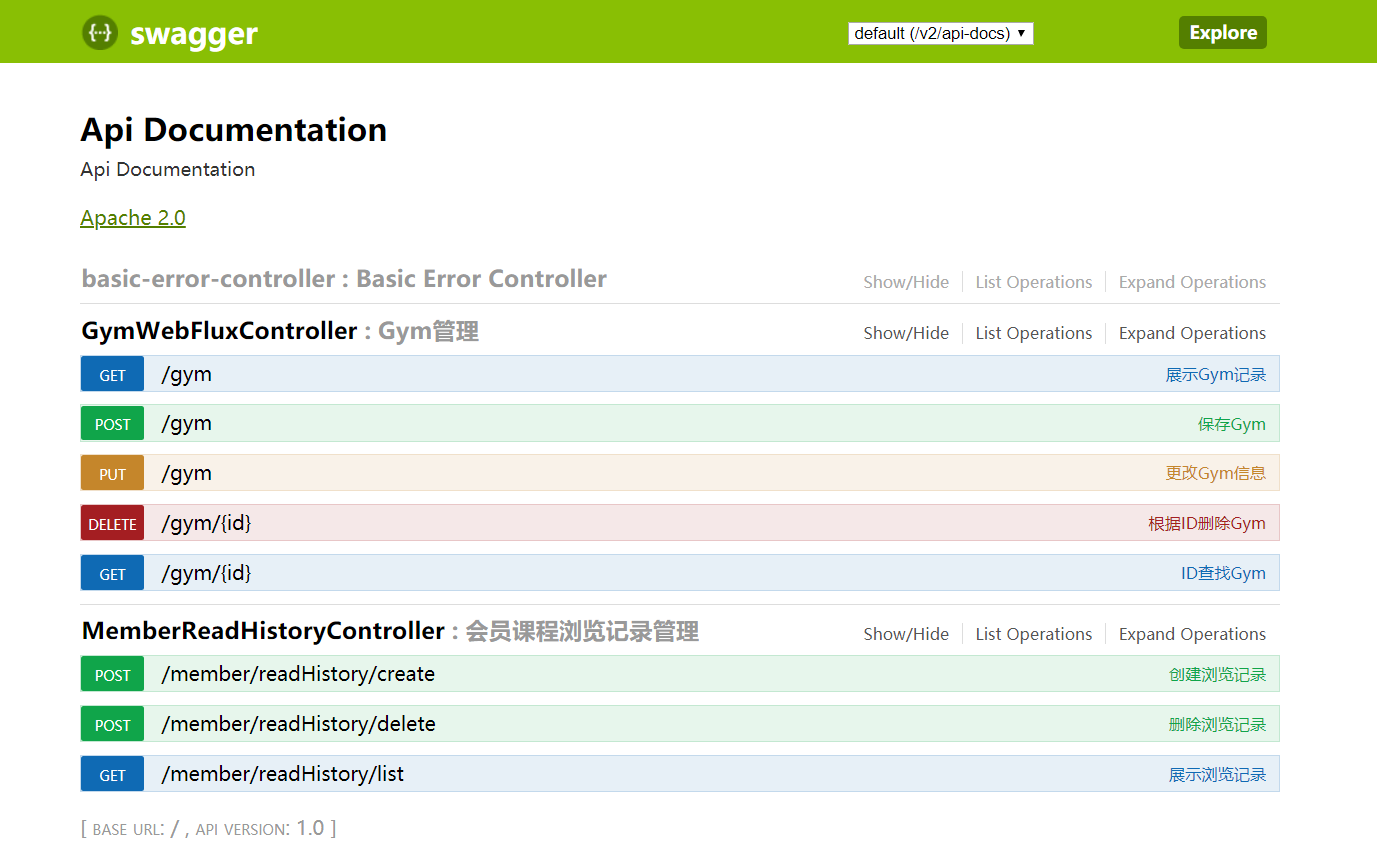 {···} swagger default (/v2/api-docs) ▼ Explore
Api Documentation
Api Documentation
Apache 2.0
basic-error-controller : Basic Error Controller Show/Hide List Operations Expand Operations
GymWebFluxController : Gym管理 Show/Hide List Operations Expand Operations
GET /gym 展示Gym记录
POST /gym 保存Gym
PUT /gym 更改Gym信息
DELETE /gym/{id} 根据ID删除Gym
GET /gym/{id} ID查找Gym
MemberReadHistoryController : 会员课程浏览记录管理 Show/Hide List Operations Expand Operations
POST /member/readHistory/create 创建浏览记录
POST /member/readHistory/delete 删除浏览记录
GET /member/readHistory/list 展示浏览记录
[ BASE URL: / , API VERSION: 1.0 ]